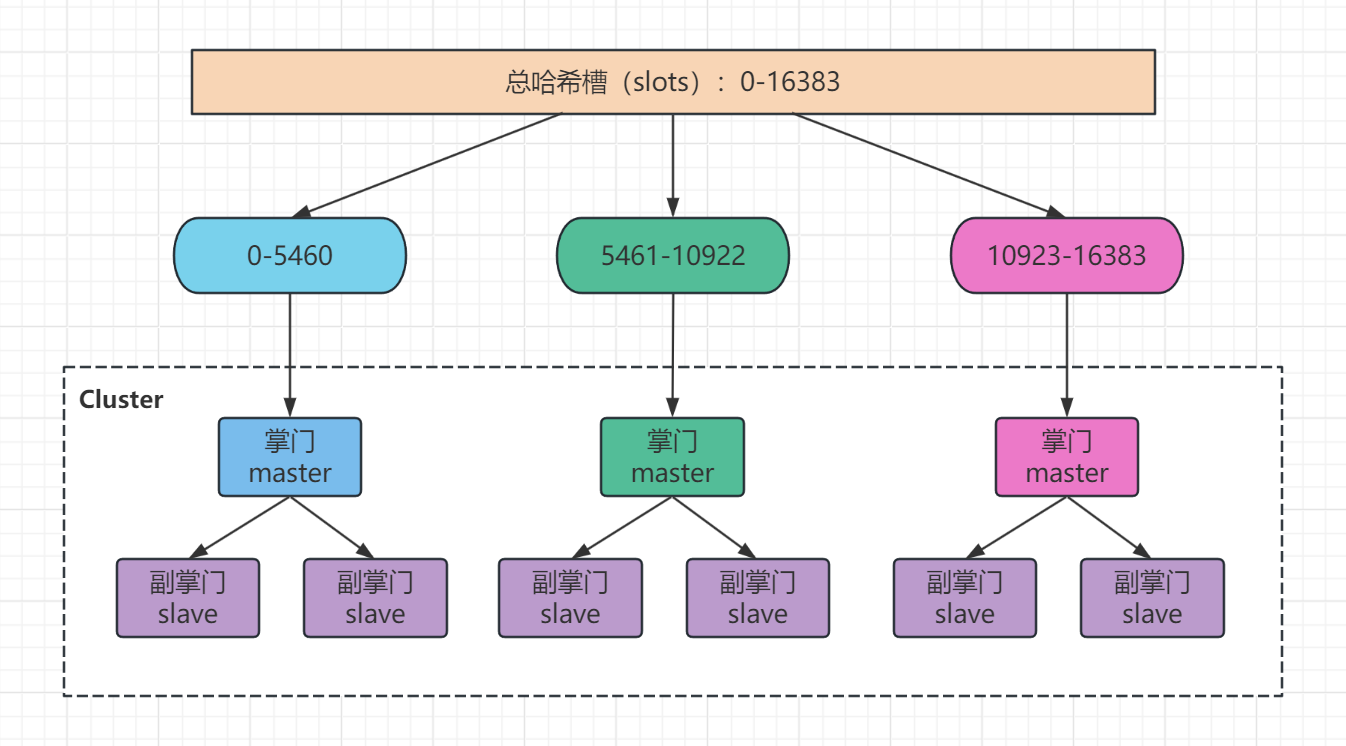 总哈希槽（slots）：0-16383
0-5460
5461-10922
10923-16383
Cluster
掌门
master
掌门
master
掌门
master
副掌门
slave
副掌门
slave
副掌门
slave
副掌门
slave
副掌门
slave
副掌门
slave